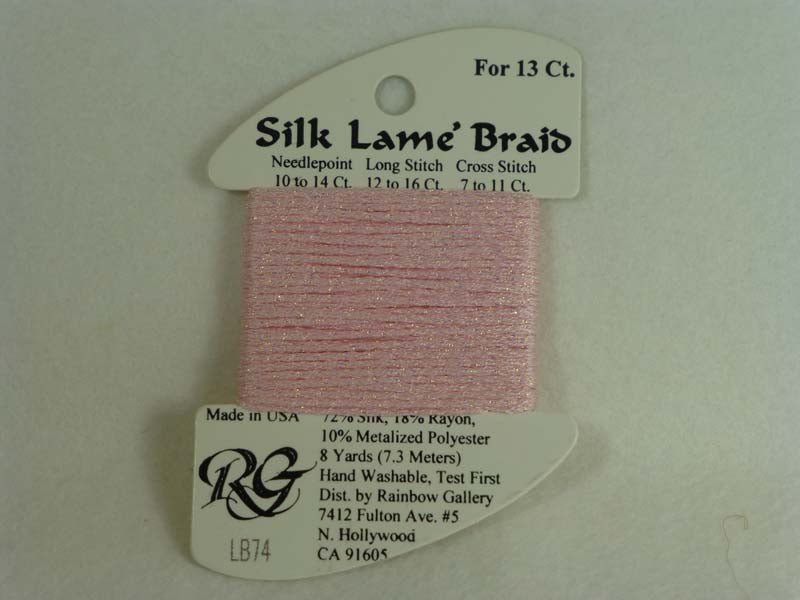 For 13 Ct.
Silk Lamé Braid
Needlepoint Long Stitch Cross Stitch
10 to 14 Ct. 12 to 16 Ct. 7 to 11 Ct.
Made in USA
72% Silk, 18% Rayon,
10% Metalized Polyester
8 Yards (7.3 Meters)
Hand Washable, Test First
Dist. by Rainbow Gallery
7412 Fulton Ave. #5
N. Hollywood
CA 91605
RG
LB74